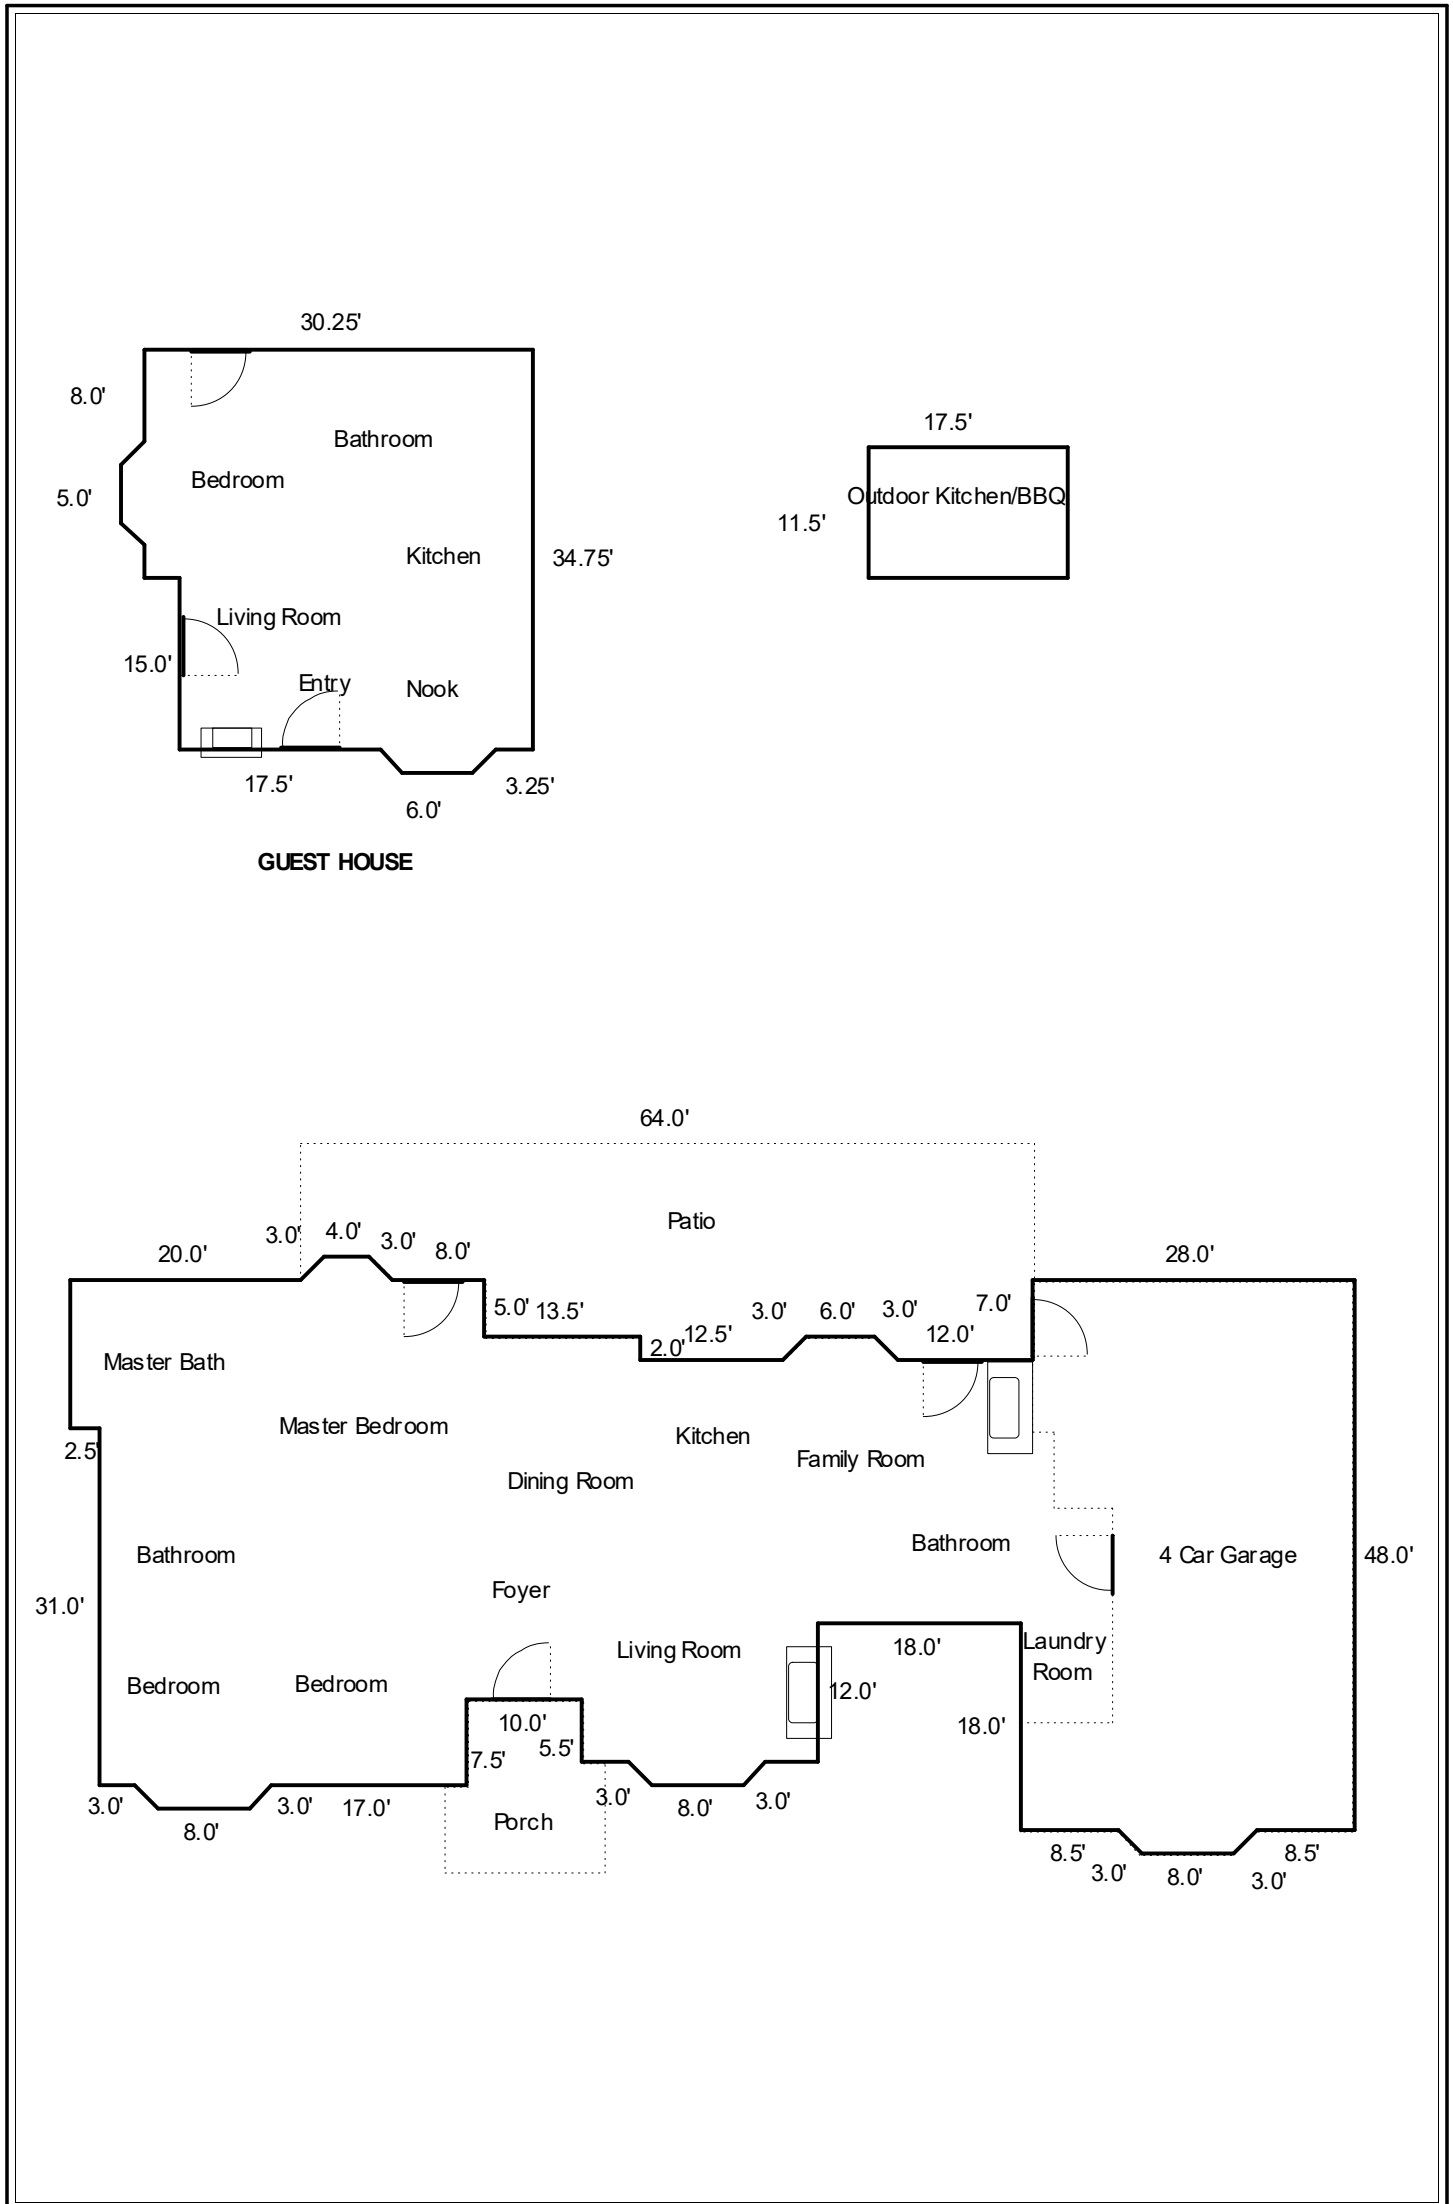 30.25'
8.0'
17.5'
Bathroom
Bedroom
5.0'
Outdoor Kitchen/BBQ
11.5'
Kitchen
34.75'
Living Room
15.0'
Entry
Nook
17.5'
3.25'
6.0'
GUEST HOUSE
64.0'
Patio
3.0'
4.0'
3.0'
8.0'
20.0'
28.0'
5.0'
13.5'
3.0'
6.0'
3.0'
7.0'
2.0'
12.5'
12.0'
Master Bath
Master Bedroom
Kitchen
2.5'
Family Room
Dining Room
Bathroom
Bathroom
4 Car Garage
48.0'
Foyer
31.0'
Living Room
18.0'
Laundry
Room
Bedroom
Bedroom
12.0'
10.0'
18.0'
7.5'
5.5'
3.0'
3.0'
17.0'
3.0'
8.0'
3.0'
8.0'
Porch
8.5'
8.5'
3.0'
8.0'
3.0'